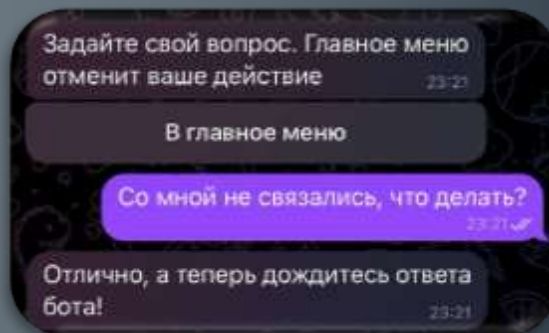 Задайте свой вопрос. Главное меню
отменит ваше действие
23:21
В главное меню
Со мной не связались, что делать?
23:21
Отлично, а теперь дождитесь ответа
бота!
23:21